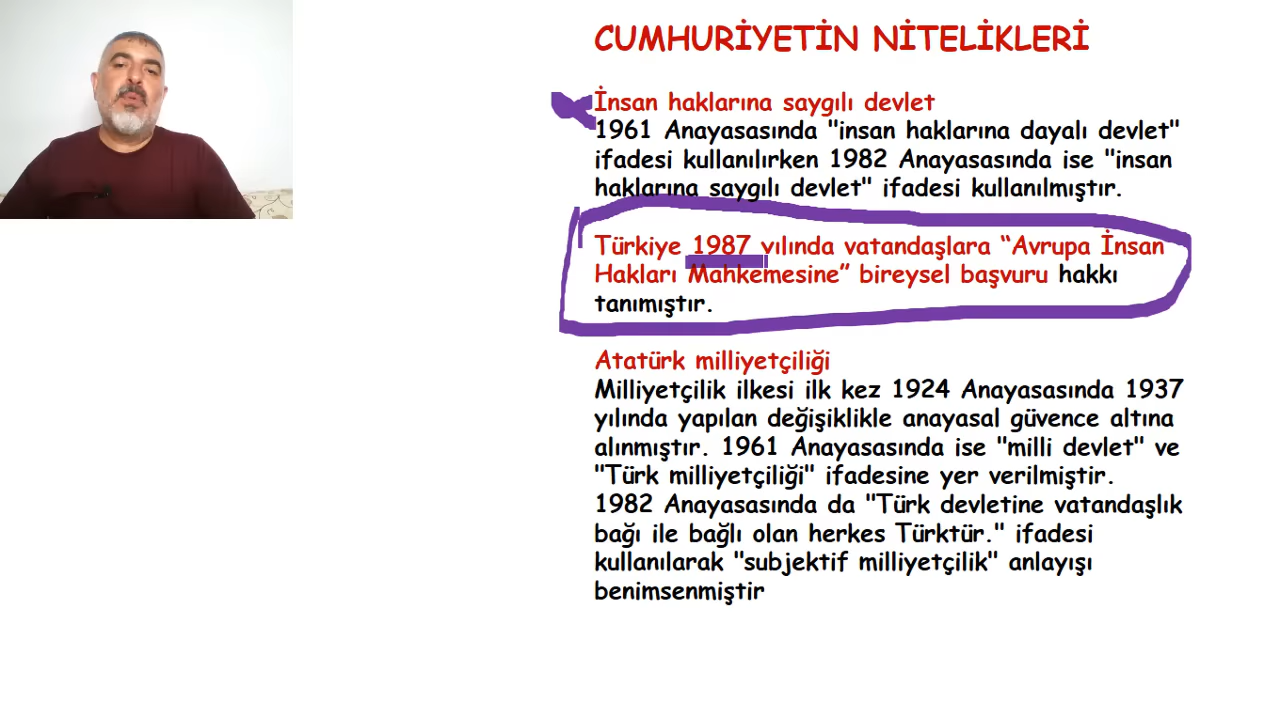 CUMHURİYETİN NİTELİKLERİ
İnsan haklarına saygılı devlet
1961 Anayasasında "insan haklarına dayalı devlet"
ifadesi kullanılırken 1982 Anayasasında ise "insan
haklarına saygılı devlet" ifadesi kullanılmıştır.
Türkiye 1987 yılında vatandaşlara “Avrupa İnsan
Hakları Mahkemesine” bireysel başvuru hakkı
tanımıştır.
Atatürk milliyetçiliği
Milliyetçilik ilkesi ilk kez 1924 Anayasasında 1937
yılında yapılan değişiklikle anayasal güvence altına
alınmıştır. 1961 Anayasasında ise "milli devlet" ve
"Türk milliyetçiliği" ifadesine yer verilmiştir.
1982 Anayasasında da "Türk devletine vatandaşlık
bağı ile bağlı olan herkes Türktür." ifadesi
kullanılarak "subjektif milliyetçilik" anlayışı
benimsenmiştir